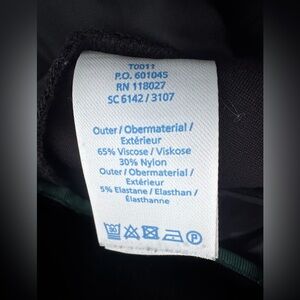 T0011
P.O. 601045
RN 118027
SC 6142 / 3107
Outer / Obermaterial /
Extérieur
65% Viscose / Viskose
30% Nylon
Outer / Obermaterial /
Extérieur
5% Elastane / Elasthan /
Élasthanne